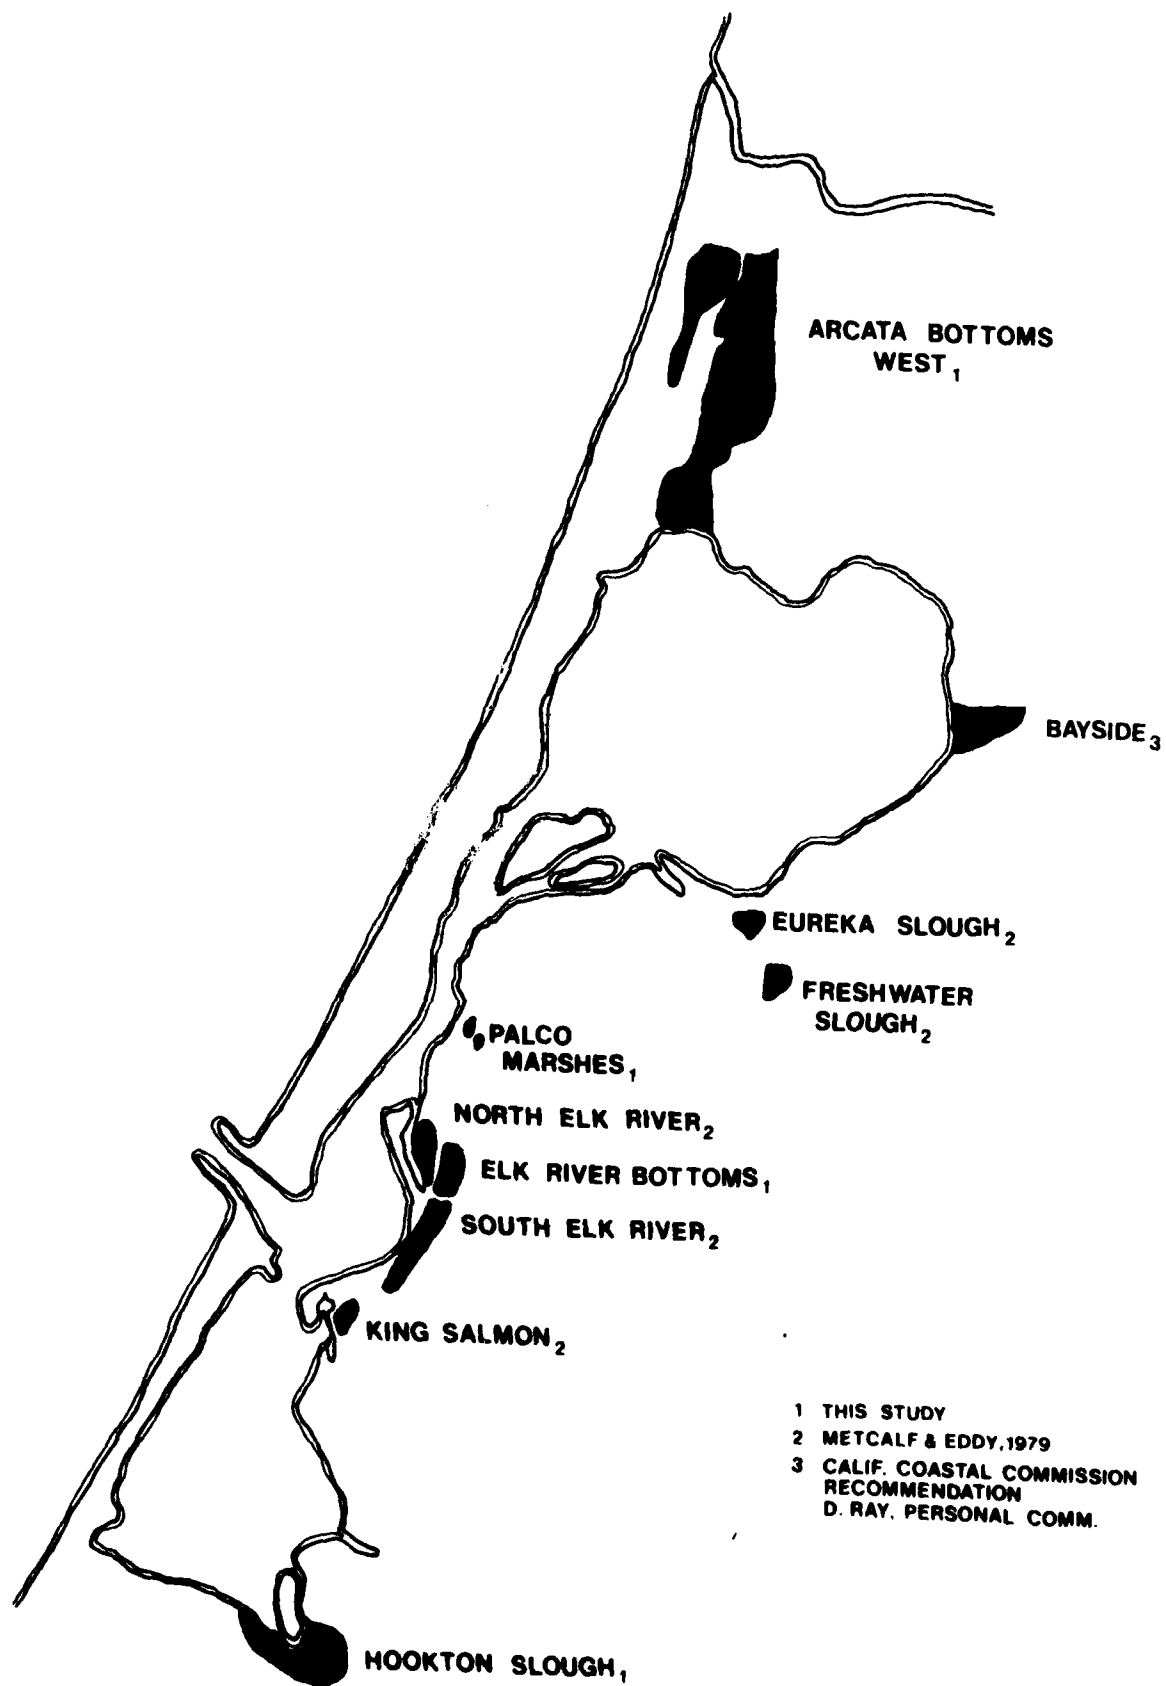 ARCATA BOTTOMS
WEST 1
BAYSIDE 3
EUREKA SLOUGH 2
FRESHWATER
SLOUGH 2
PALCO
MARSHES 1
NORTH ELK RIVER 2
ELK RIVER BOTTOMS 1
SOUTH ELK RIVER 2
KING SALMON 2
1 THIS STUDY
2 METCALF & EDDY, 1979
3 CALIF. COASTAL COMMISSION
RECOMMENDATION
D. RAY, PERSONAL COMM.
HOOKTON SLOUGH 1